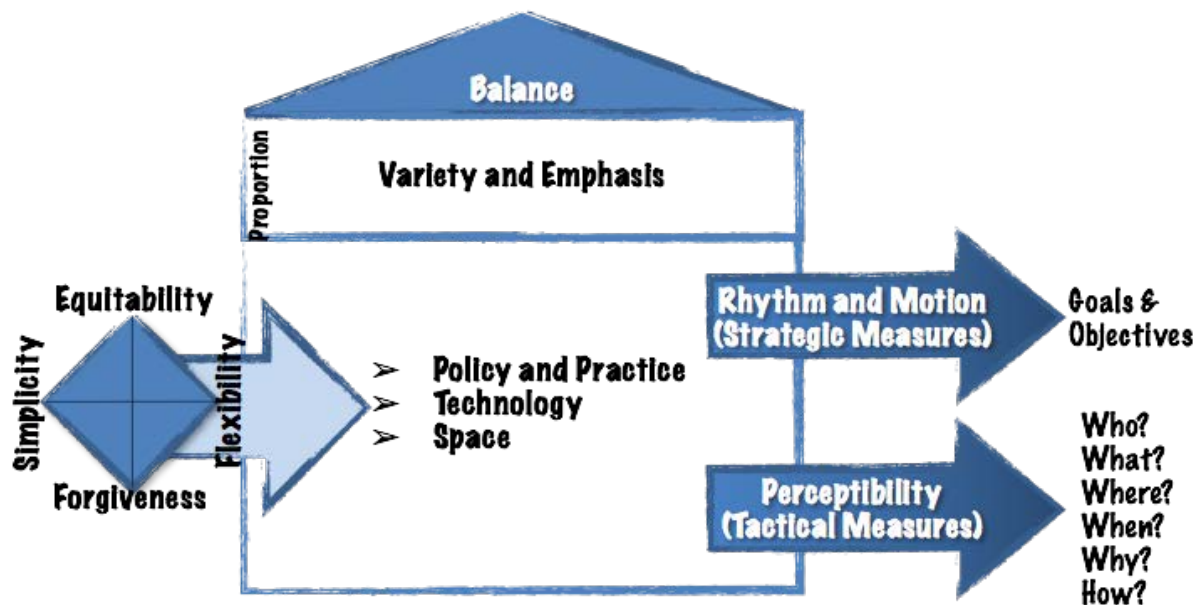 Balance
Proportion
Variety and Emphasis
Equitability
Simplicity
Flexibility
Forgiveness
➢ Policy and Practice
➢ Technology
➢ Space
Rhythm and Motion
(Strategic Measures)
Goals &
Objectives
Perceptibility
(Tactical Measures)
Who?
What?
Where?
When?
Why?
How?